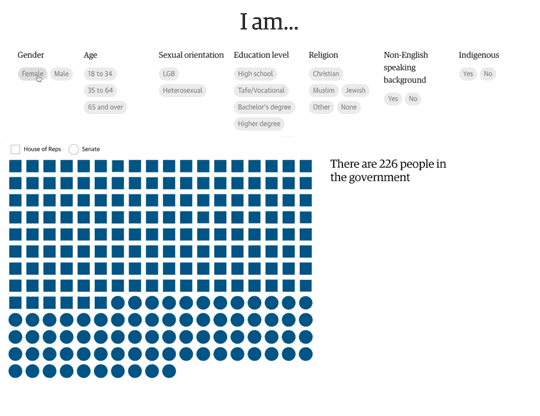 I am...
Gender
Female Male
Age
18 to 34
35 to 64
65 and over
Sexual orientation
LGB
Heterosexual
Education level
High school
Tafe/Vocational
Bachelor's degree
Higher degree
Religion
Christian
Muslim Jewish
Other None
Non-English
speaking
background
Yes No
Indigenous
Yes No
House of Reps Senate
There are 226 people in
the government